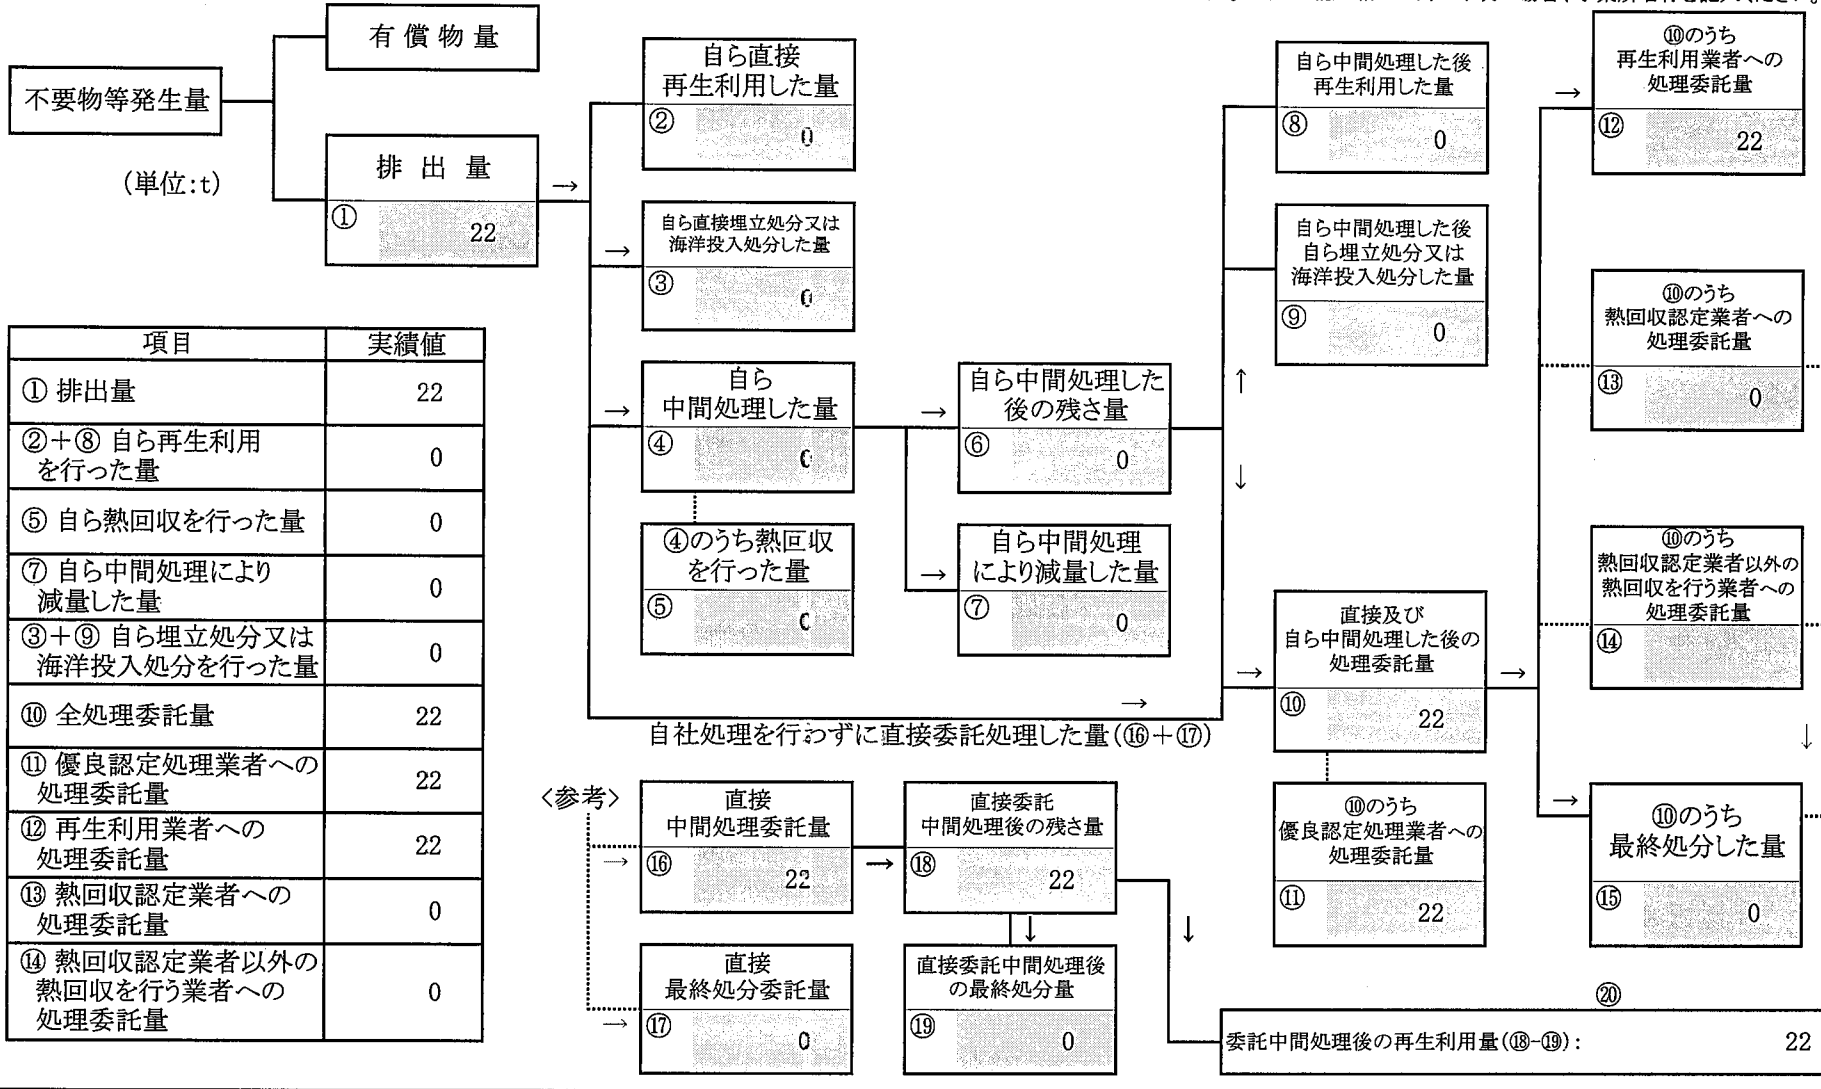 有償物量
不要物等発生量
(単位:t)
排出量
①
22
→
自ら直接
再生利用した量
②
0
→
自ら直接埋立処分又は
海洋投入処分した量
③
0
→
自ら
中間処理した量
④
0
④のうち熱回収
を行った量
⑤
0
→
自ら中間処理した
後の残さ量
⑥
0
→
自ら中間処理
により減量した量
⑦
0
自ら中間処理した後
再生利用した量
⑧
0
自ら中間処理した後
自ら埋立処分又は
海洋投入処分した量
⑨
0
↑
↓
→
自社処理を行わずに直接委託処理した量(⑯+⑰)
→
直接及び
自ら中間処理した後の
処理委託量
⑩
22
→
⑩のうち
優良認定処理業者への
処理委託量
⑪
22
→
⑩のうち
再生利用業者への
処理委託量
⑫
22
⑩のうち
熱回収認定業者への
処理委託量
⑬
0
⑩のうち
熱回収認定業者以外の
熱回収を行う業者への
処理委託量
⑭
↓
→
⑩のうち
最終処分した量
⑮
0
項目 実績値
① 排出量 22
②+⑧ 自ら再生利用
を行った量 0
⑤ 自ら熱回収を行った量 0
⑦ 自ら中間処理により
減量した量 0
③+⑨ 自ら埋立処分又は
海洋投入処分を行った量 0
⑩ 全処理委託量 22
⑪ 優良認定処理業者への
処理委託量 22
⑫ 再生利用業者への
処理委託量 22
⑬ 熱回収認定業者への
処理委託量 0
⑭ 熱回収認定業者以外の
熱回収を行う業者への
処理委託量 0
〈参考〉
→
直接
中間処理委託量
⑯
22
→
直接委託
中間処理後の残さ量
⑱
22
↓
↓
→
直接
最終処分委託量
⑰
0
直接委託中間処理後
の最終処分量
⑲
0
⑳
委託中間処理後の再生利用量(⑱-⑲): 22